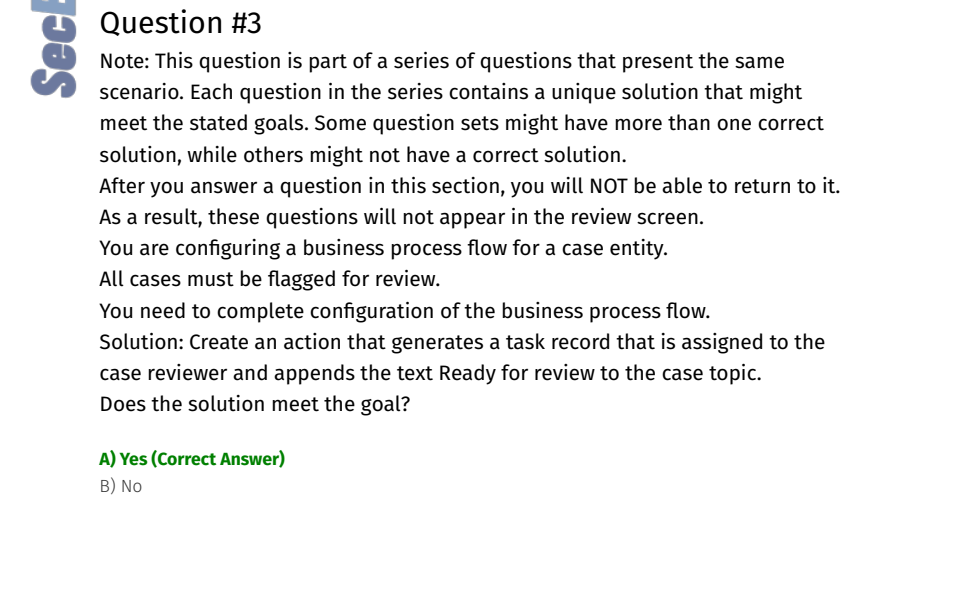 Question #3
Note: This question is part of a series of questions that present the same
scenario. Each question in the series contains a unique solution that might
meet the stated goals. Some question sets might have more than one correct
solution, while others might not have a correct solution.
After you answer a question in this section, you will NOT be able to return to it.
As a result, these questions will not appear in the review screen.
You are configuring a business process flow for a case entity.
All cases must be flagged for review.
You need to complete configuration of the business process flow.
Solution: Create an action that generates a task record that is assigned to the
case reviewer and appends the text Ready for review to the case topic.
Does the solution meet the goal?
A) Yes (Correct Answer)
B) No